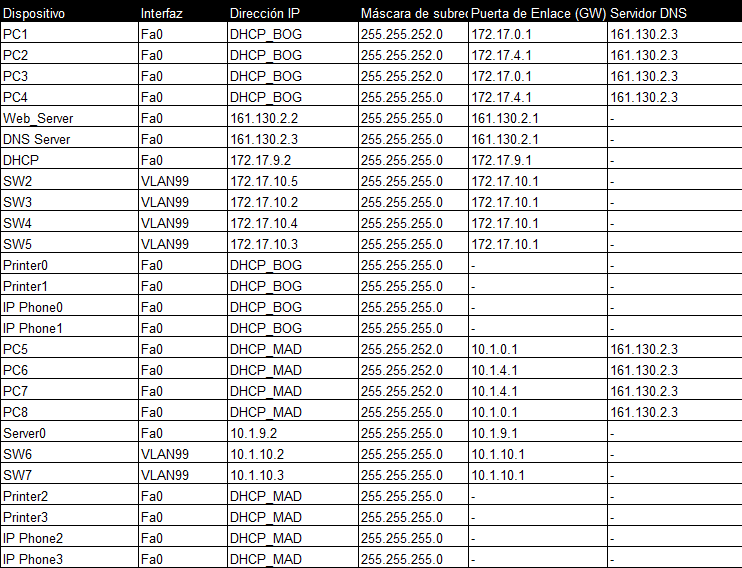 Dispositivo Interfaz Dirección IP Máscara de subred Puerta de Enlace (GW) Servidor DNS
PC1 Fa0 DHCP_BOG 255.255.252.0 172.17.0.1 161.130.2.3
PC2 Fa0 DHCP_BOG 255.255.252.0 172.17.4.1 161.130.2.3
PC3 Fa0 DHCP_BOG 255.255.252.0 172.17.0.1 161.130.2.3
PC4 Fa0 DHCP_BOG 255.255.252.0 172.17.4.1 161.130.2.3
Web_Server Fa0 161.130.2.2 255.255.255.0 161.130.2.1 -
DNS Server Fa0 161.130.2.3 255.255.255.0 161.130.2.1 -
DHCP Fa0 172.17.9.2 255.255.255.0 172.17.9.1 -
SW2 VLAN99 172.17.10.5 255.255.255.0 172.17.10.1 -
SW3 VLAN99 172.17.10.2 255.255.255.0 172.17.10.1 -
SW4 VLAN99 172.17.10.4 255.255.255.0 172.17.10.1 -
SW5 VLAN99 172.17.10.3 255.255.255.0 172.17.10.1 -
Printer0 Fa0 DHCP_BOG 255.255.255.0 - -
Printer1 Fa0 DHCP_BOG 255.255.255.0 - -
IP Phone0 Fa0 DHCP_BOG 255.255.255.0 - -
IP Phone1 Fa0 DHCP_BOG 255.255.255.0 - -
PC5 Fa0 DHCP_MAD 255.255.252.0 10.1.0.1 161.130.2.3
PC6 Fa0 DHCP_MAD 255.255.252.0 10.1.4.1 161.130.2.3
PC7 Fa0 DHCP_MAD 255.255.252.0 10.1.4.1 161.130.2.3
PC8 Fa0 DHCP_MAD 255.255.252.0 10.1.0.1 161.130.2.3
Server0 Fa0 10.1.9.2 255.255.255.0 10.1.9.1 -
SW6 VLAN99 10.1.10.2 255.255.255.0 10.1.10.1 -
SW7 VLAN99 10.1.10.3 255.255.255.0 10.1.10.1 -
Printer2 Fa0 DHCP_MAD 255.255.255.0 - -
Printer3 Fa0 DHCP_MAD 255.255.255.0 - -
IP Phone2 Fa0 DHCP_MAD 255.255.255.0 - -
IP Phone3 Fa0 DHCP_MAD 255.255.255.0 - -